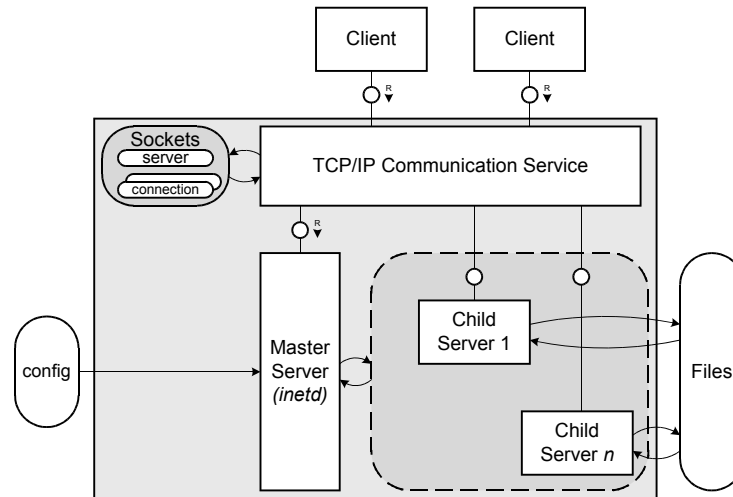 Client
Client
R
R
Sockets
server
connection
TCP/IP Communication Service
R
Child
Server 1
Master
Server
(inetd)
config
Files
Child
Server n